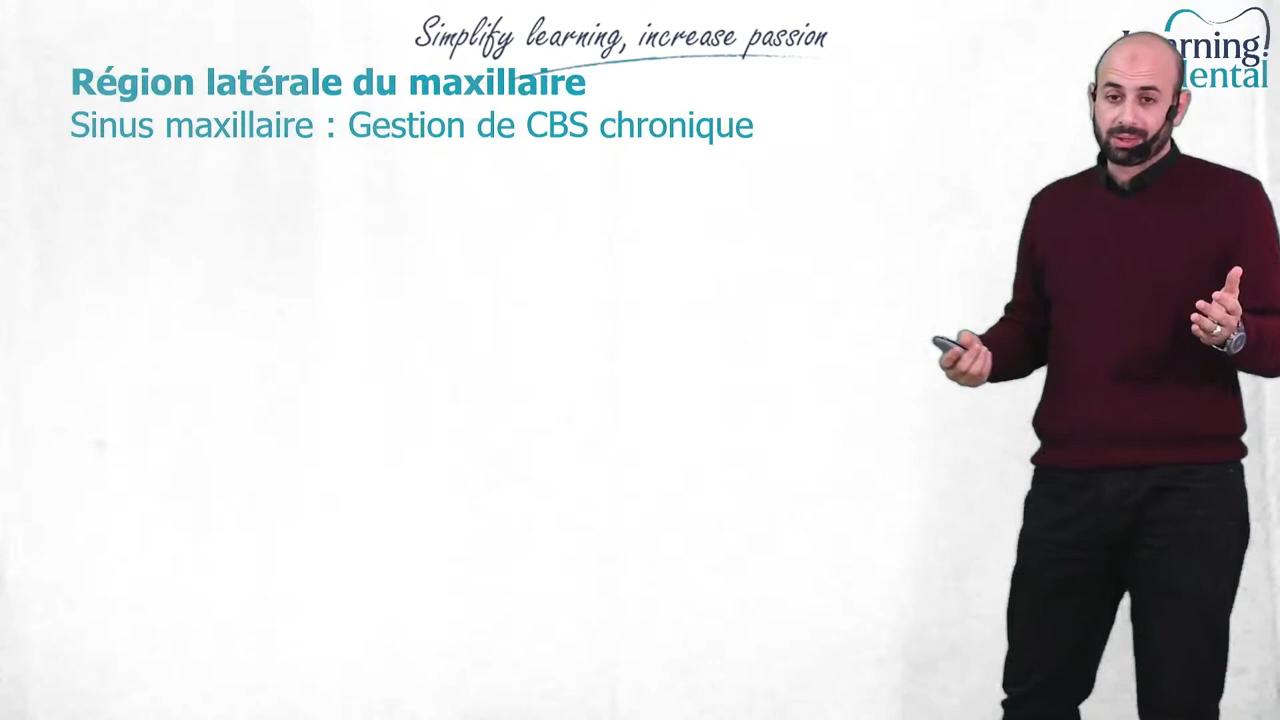 Simplify learning, increase passion
Région latérale du maxillaire
Sinus maxillaire : Gestion de CBS chronique